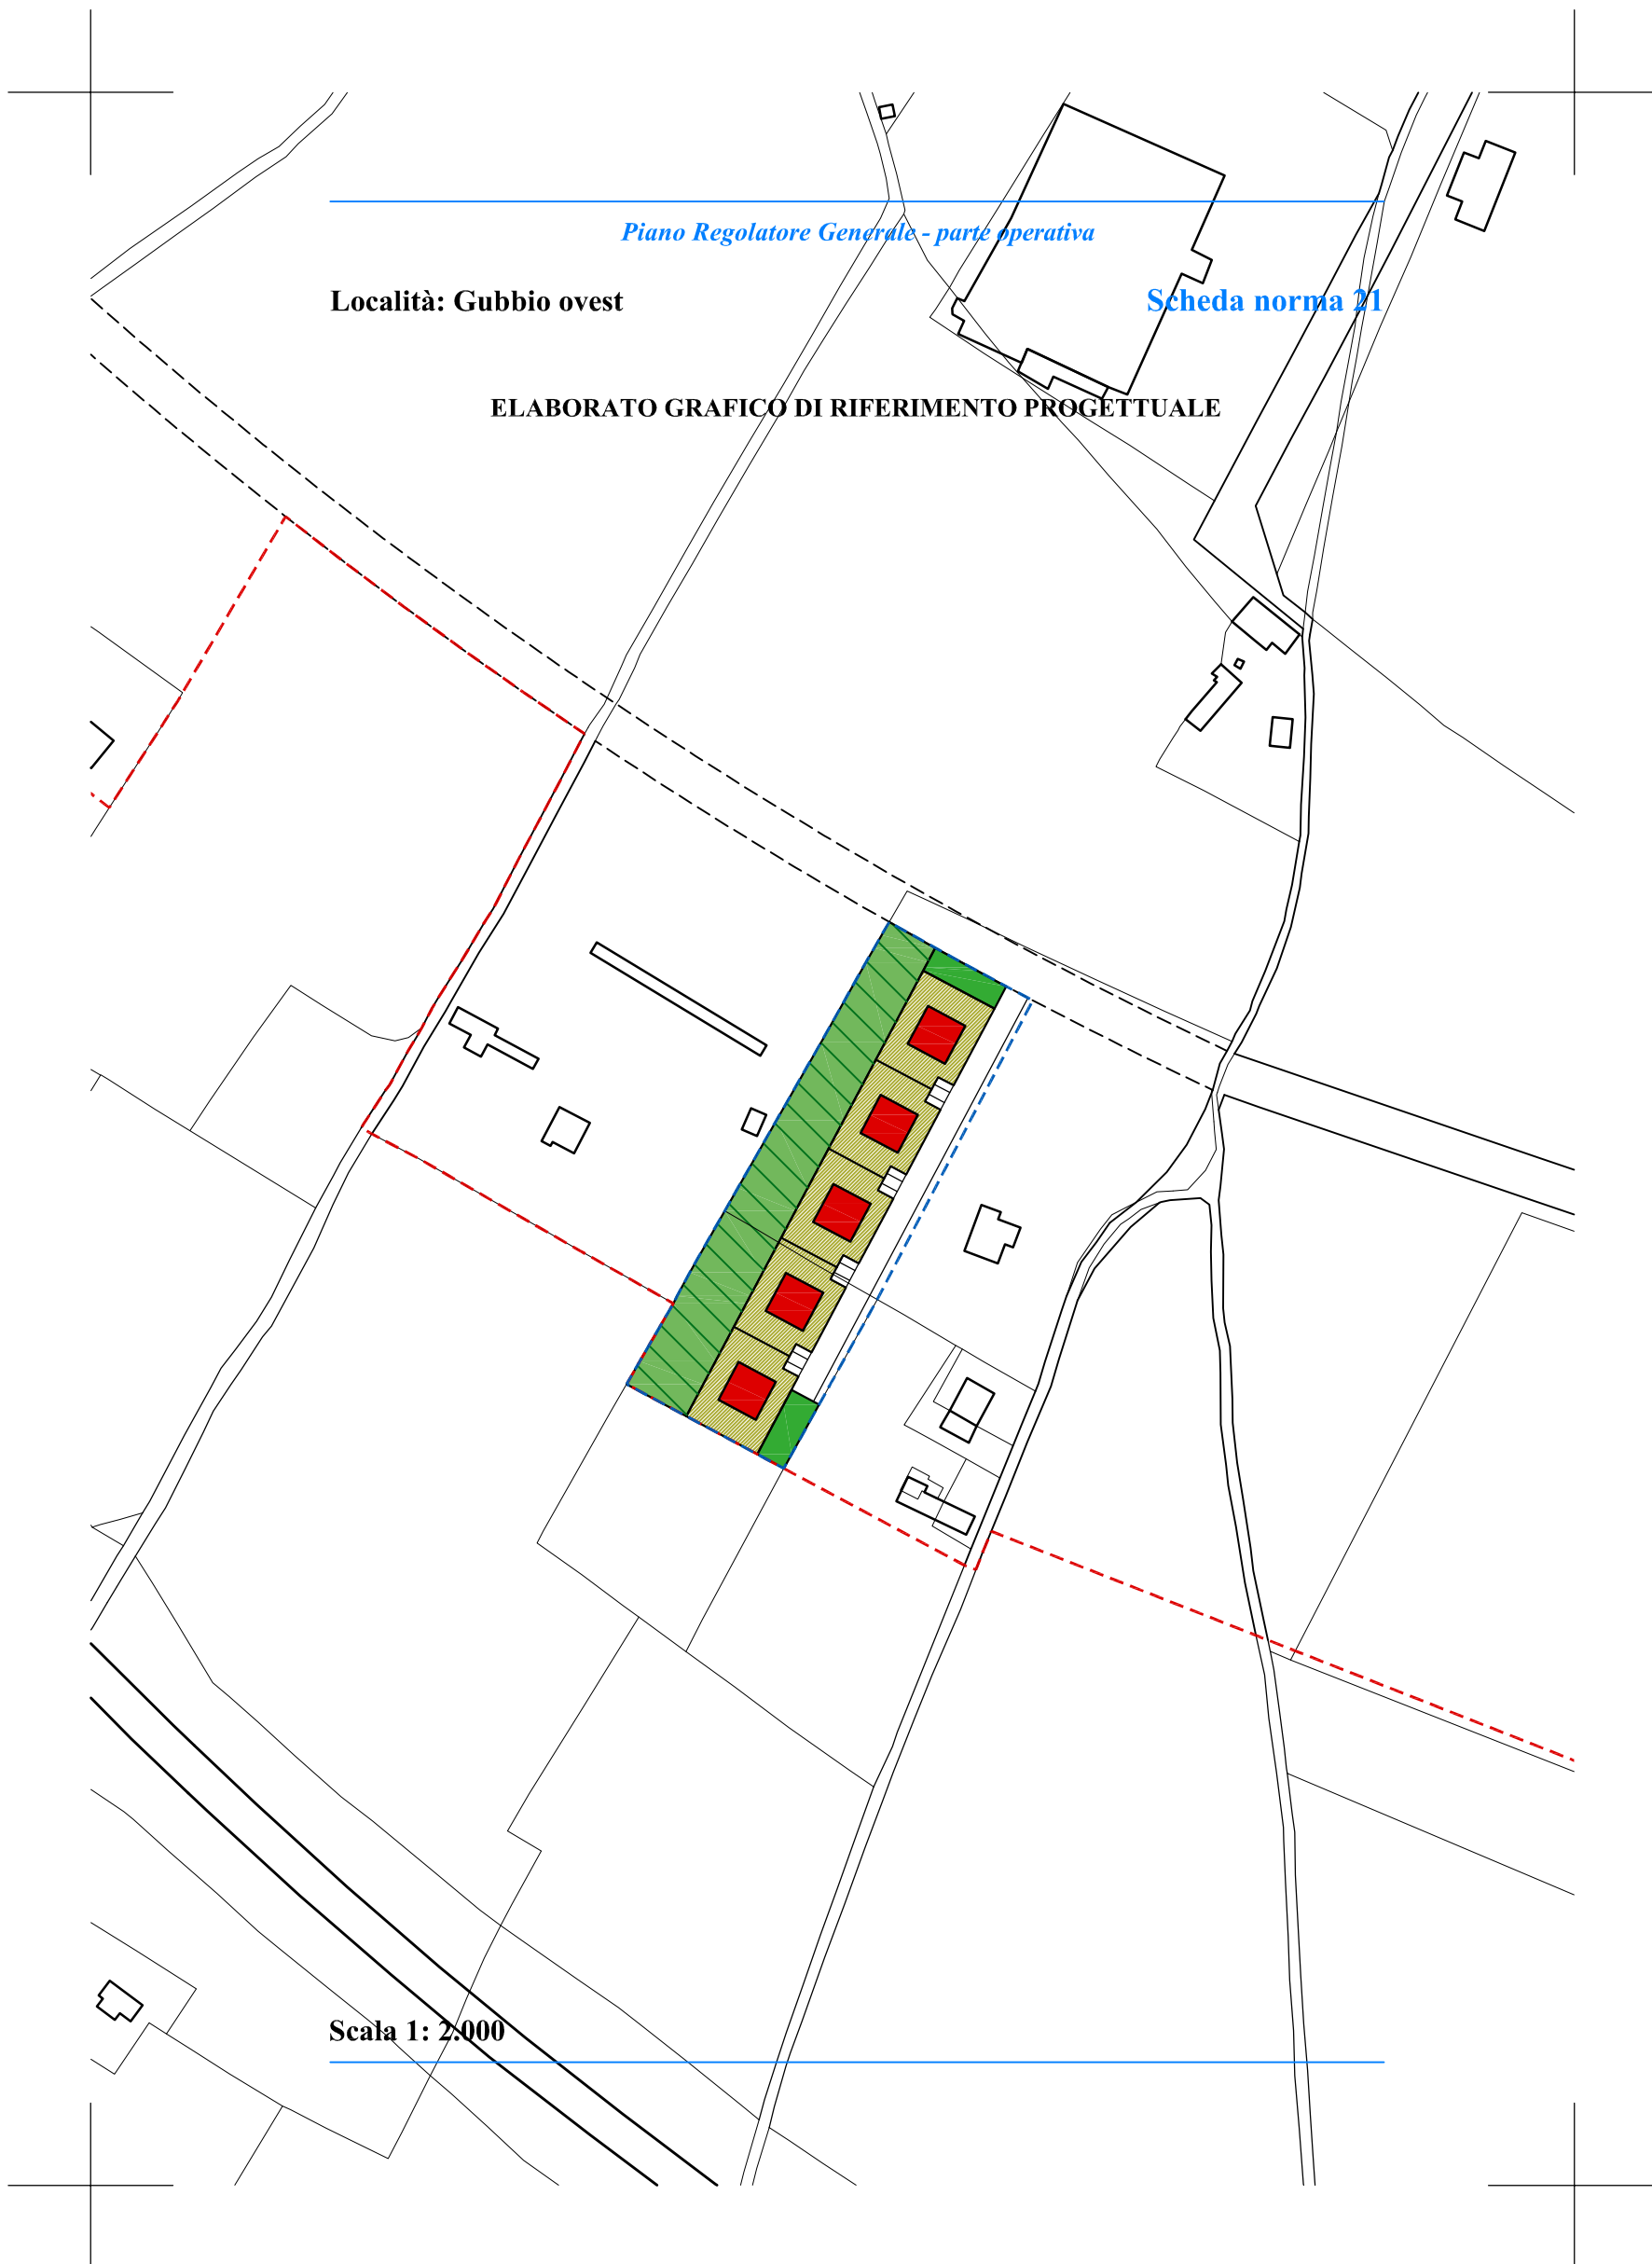 Piano Regolatore Generale - parte operativa
Località: Gubbio ovest
Scheda norma 21
ELABORATO GRAFICO DI RIFERIMENTO PROGETTUALE
Scala 1: 2.000